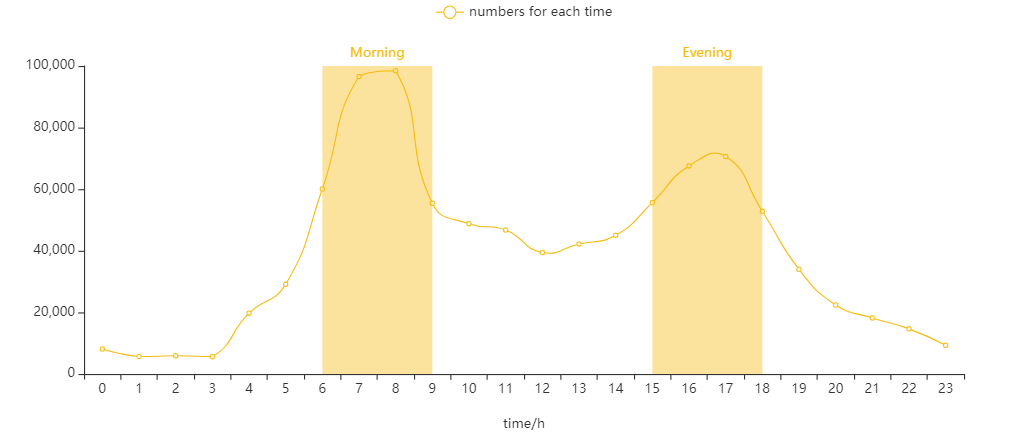 numbers for each time
Morning Evening
100,000
80,000
60,000
40,000
20,000
0
0 1 2 3 4 5 6 7 8 9 10 11 12 13 14 15 16 17 18 19 20 21 22 23
time/h